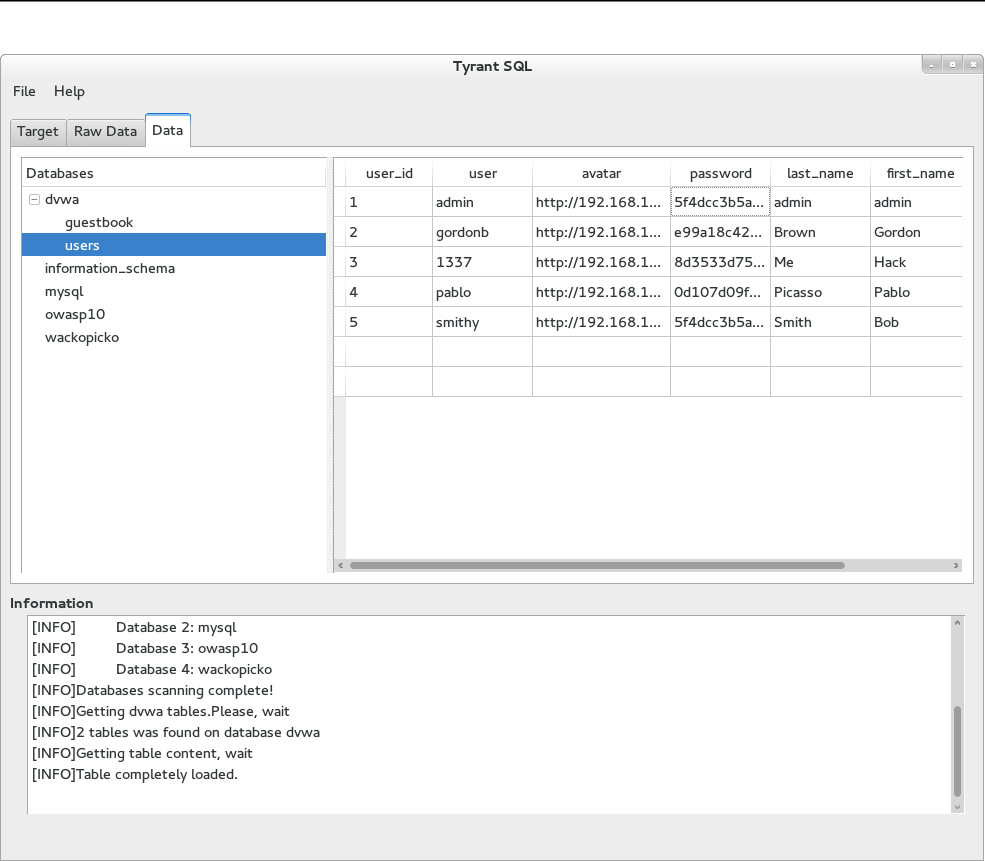 Tyrant SQL
File Help
Target Raw Data Data
Databases
dvwa
guestbook
users
information_schema
mysql
owasp10
wackopicko
user_id user avatar password last_name first_name
1 admin http://192.168.1... 5f4dcc3b5a... admin admin
2 gordonb http://192.168.1... e99a18c42... Brown Gordon
3 1337 http://192.168.1... 8d3533d75... Me Hack
4 pablo http://192.168.1... 0d107d09f... Picasso Pablo
5 smithy http://192.168.1... 5f4dcc3b5a... Smith Bob
Information
[INFO] Database 2: mysql
[INFO] Database 3: owasp10
[INFO] Database 4: wackopicko
[INFO]Databases scanning complete!
[INFO]Getting dvwa tables.Please, wait
[INFO]2 tables was found on database dvwa
[INFO]Getting table content, wait
[INFO]Table completely loaded.